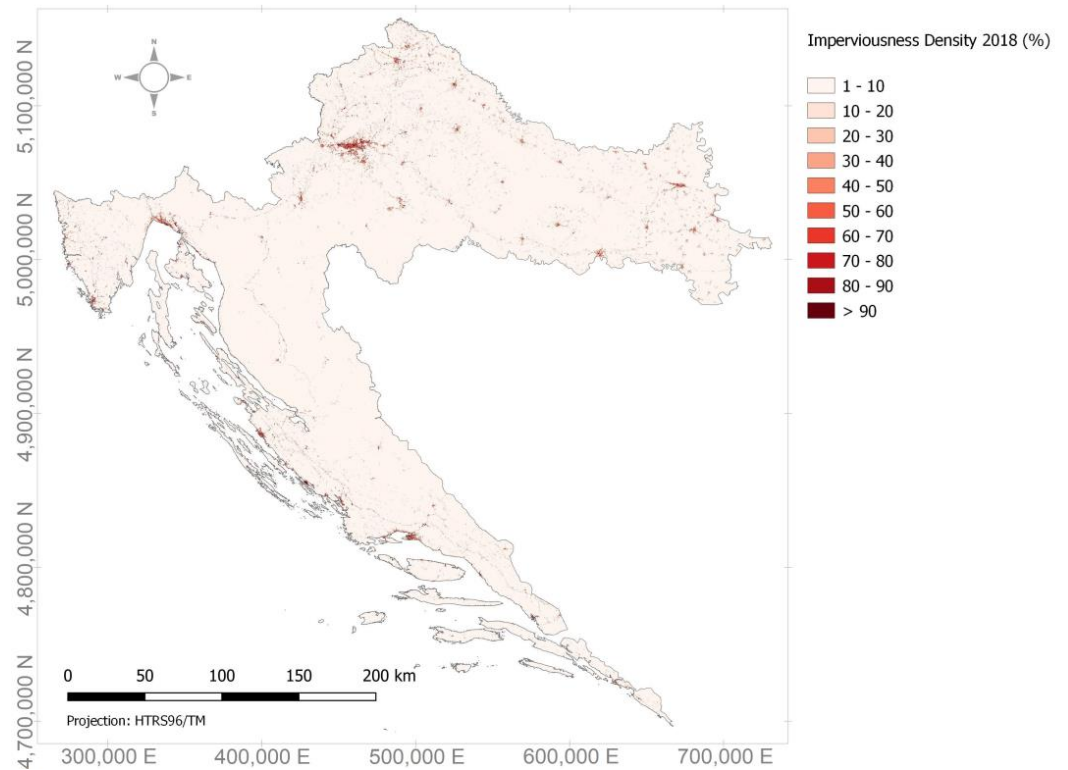 Imperviousness Density 2018 (%)
1 - 10
10 - 20
20 - 30
30 - 40
40 - 50
50 - 60
60 - 70
70 - 80
80 - 90
> 90
N
W
E
S
5,100,000 N
5,000,000 N
4,900,000 N
4,800,000 N
4,700,000 N
0 50 100 150 200 km
Projection: HTRS96/TM
300,000 E 400,000 E 500,000 E 600,000 E 700,000 E